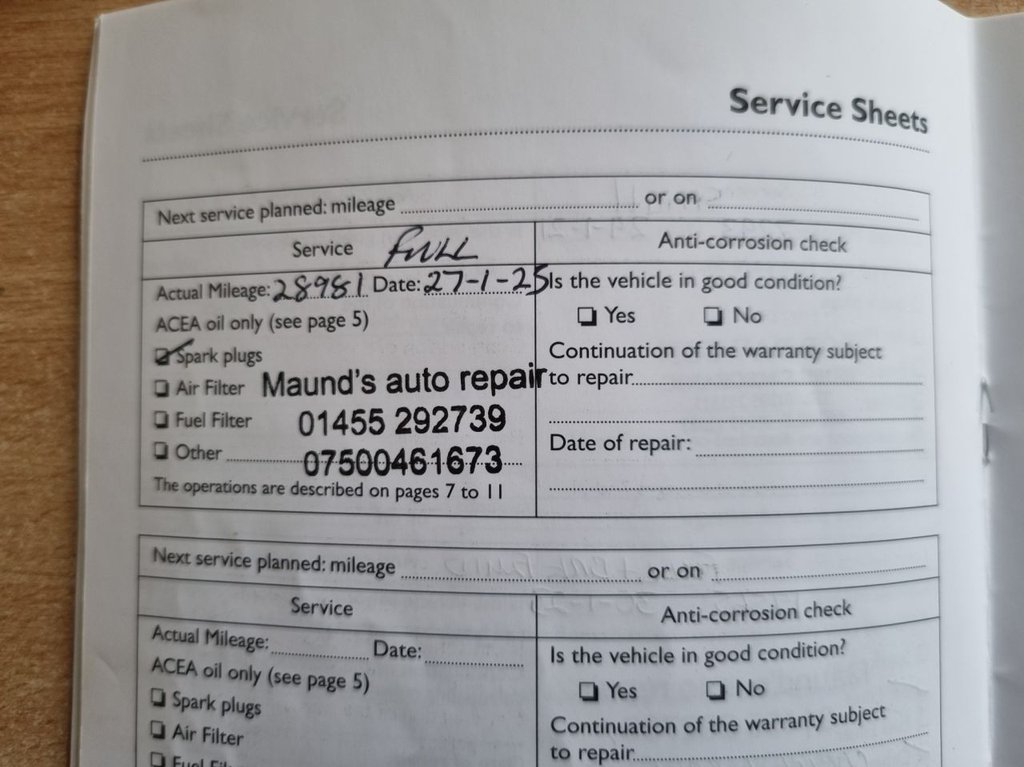 Service Sheets
Next service planned: mileage or on
Service FULL Anti-corrosion check
Actual Mileage: 28981 Date: 27-1-25 Is the vehicle in good condition?
ACEA oil only (see page 5) Yes No
Spark plugs Continuation of the warranty subject
Air Filter Maund's auto repair to repair
Fuel Filter 01455 292739
Other 07500461673 Date of repair:
The operations are described on pages 7 to 11
Next service planned: mileage or on
Service Anti-corrosion check
Actual Mileage: Date: Is the vehicle in good condition?
ACEA oil only (see page 5) Yes No
Spark plugs Continuation of the warranty subject
Air Filter to repair